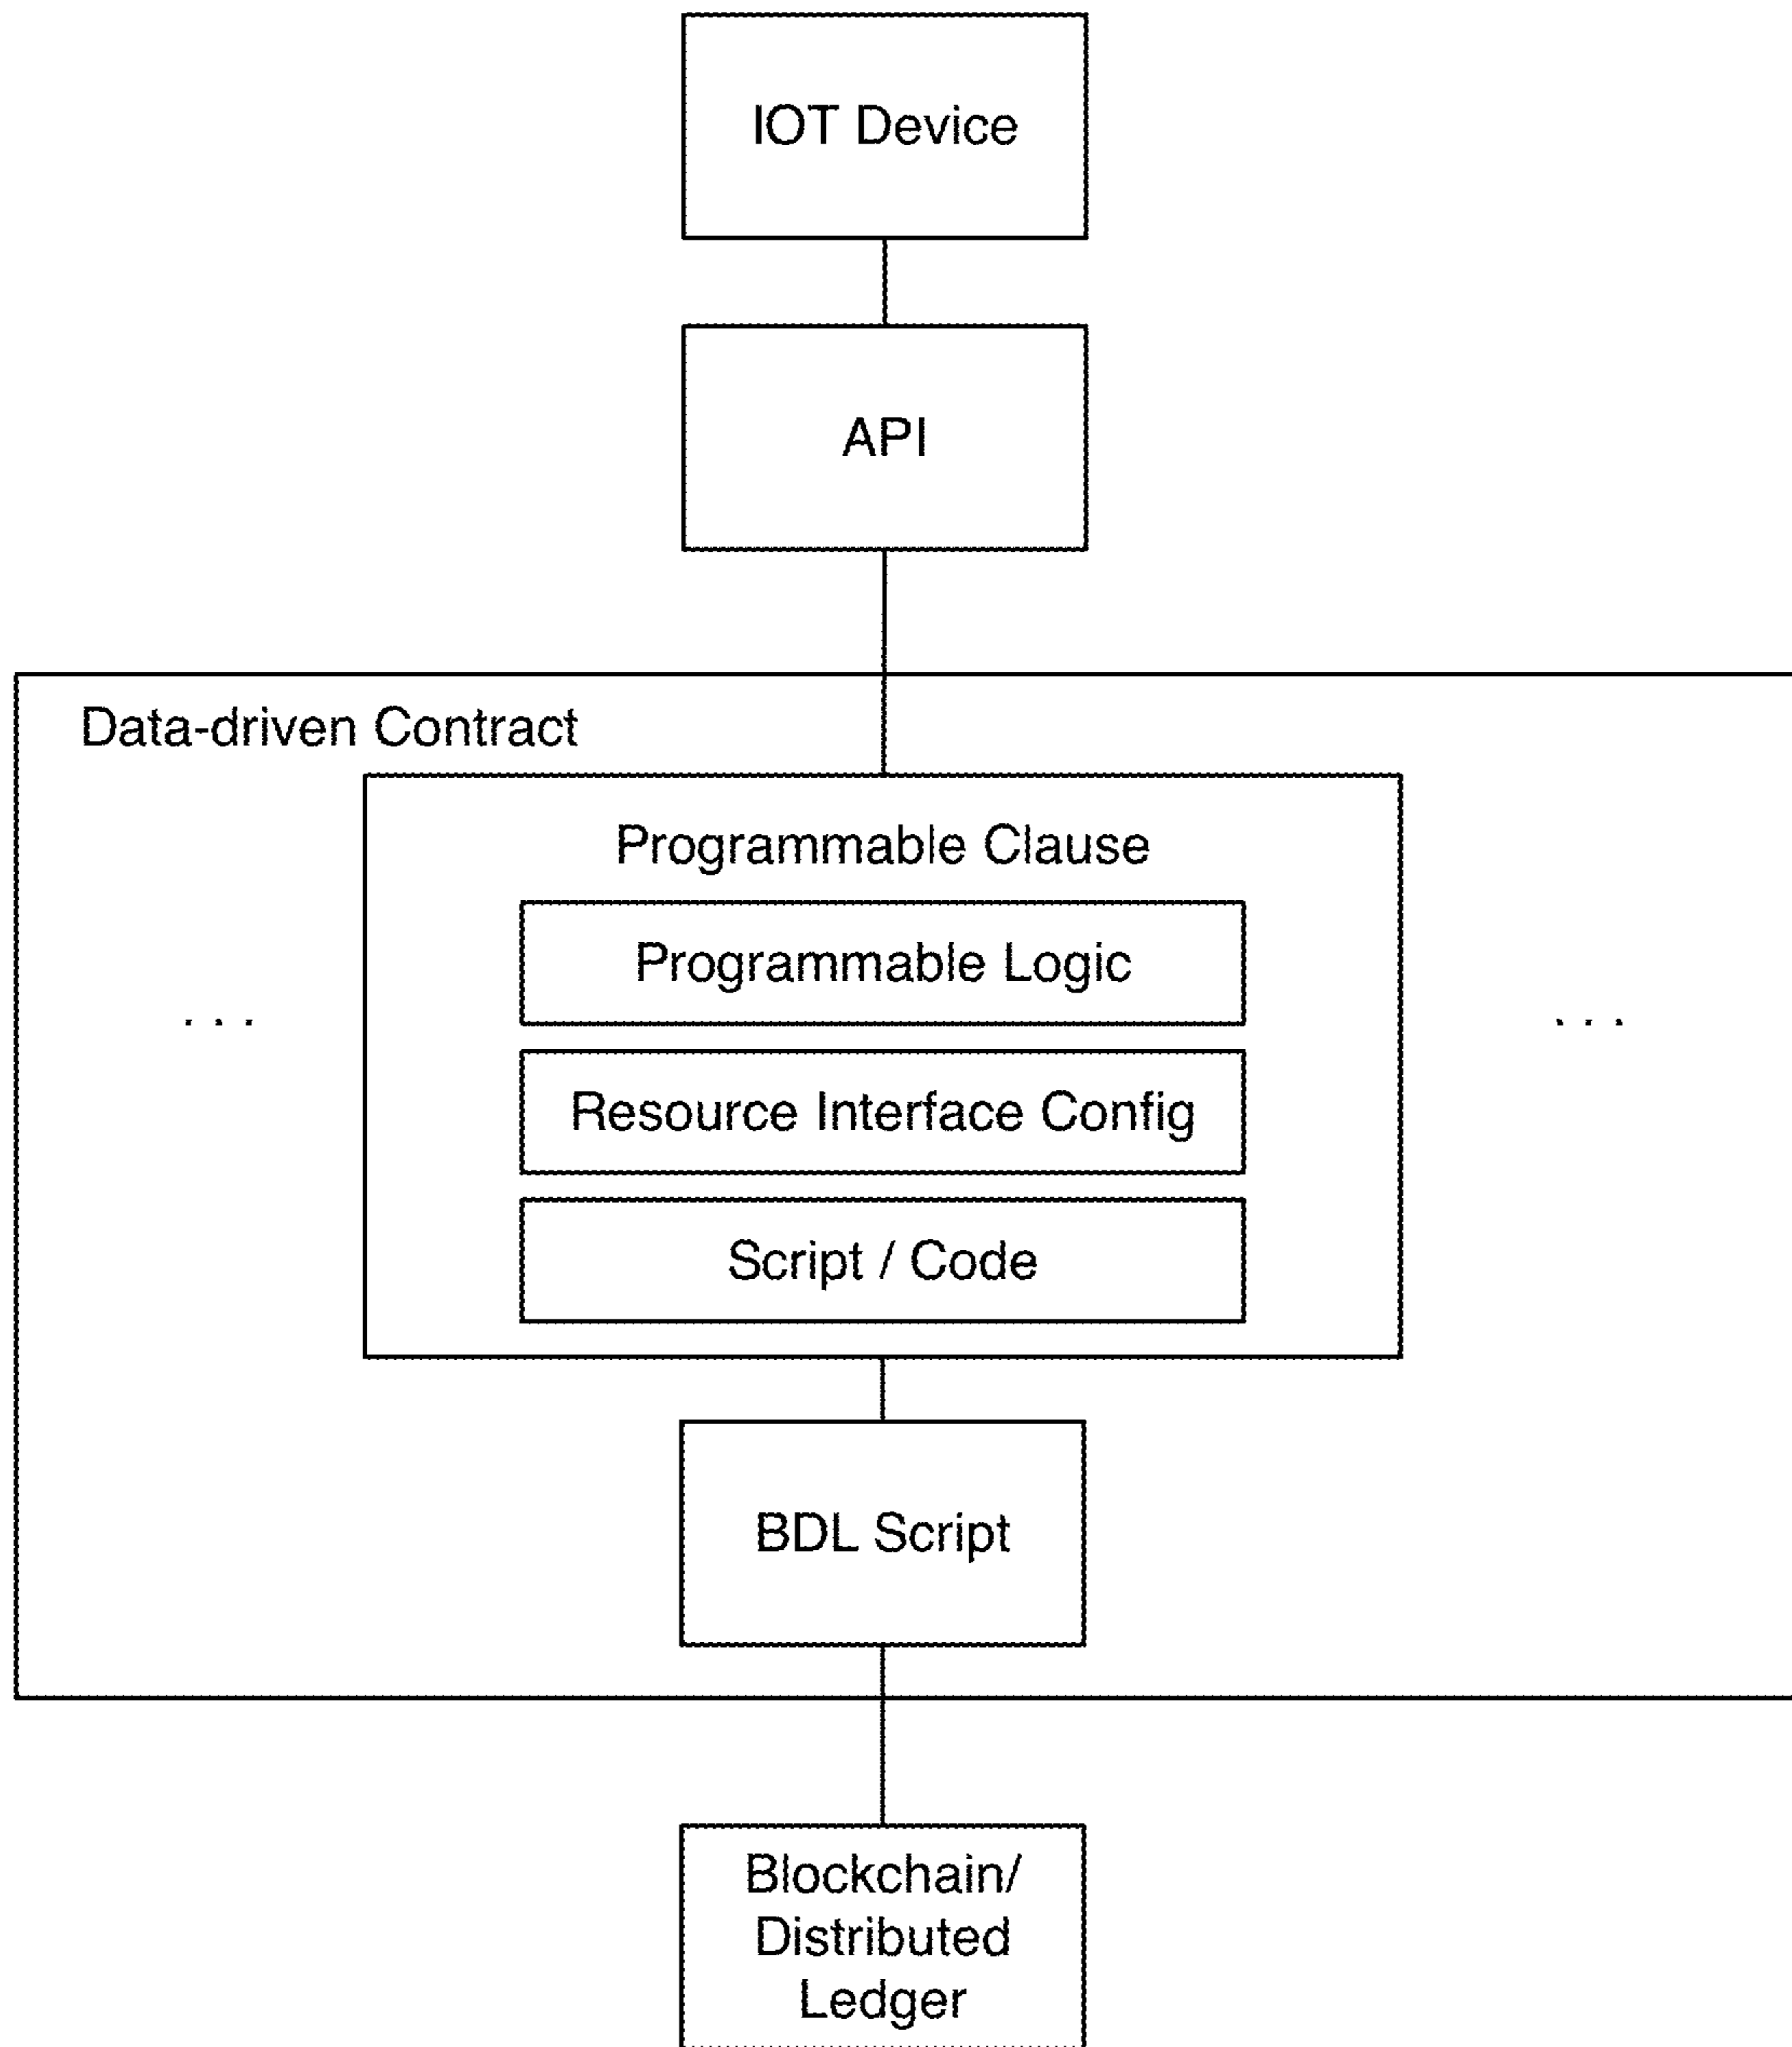 IOT Device
API
Data-driven Contract
Programmable Clause
Programmable Logic
. . .
. . .
Resource Interface Config
Script / Code
BDL Script
Blockchain/
Distributed
Ledger